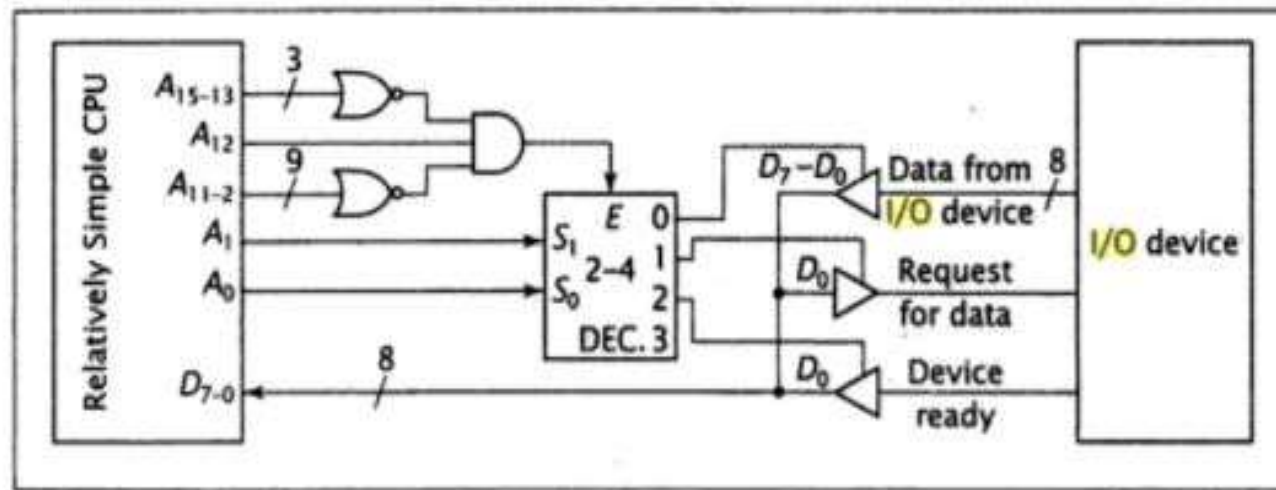 Relatively Simple CPU
A15-13
3
A12
A11-2
9
A1
A0
D7-0
8
E
0
S1
1
2-4
S0
2
DEC. 3
D7-D0
Data from
I/O device
8
D0
Request
for data
D0
Device
ready
I/O device